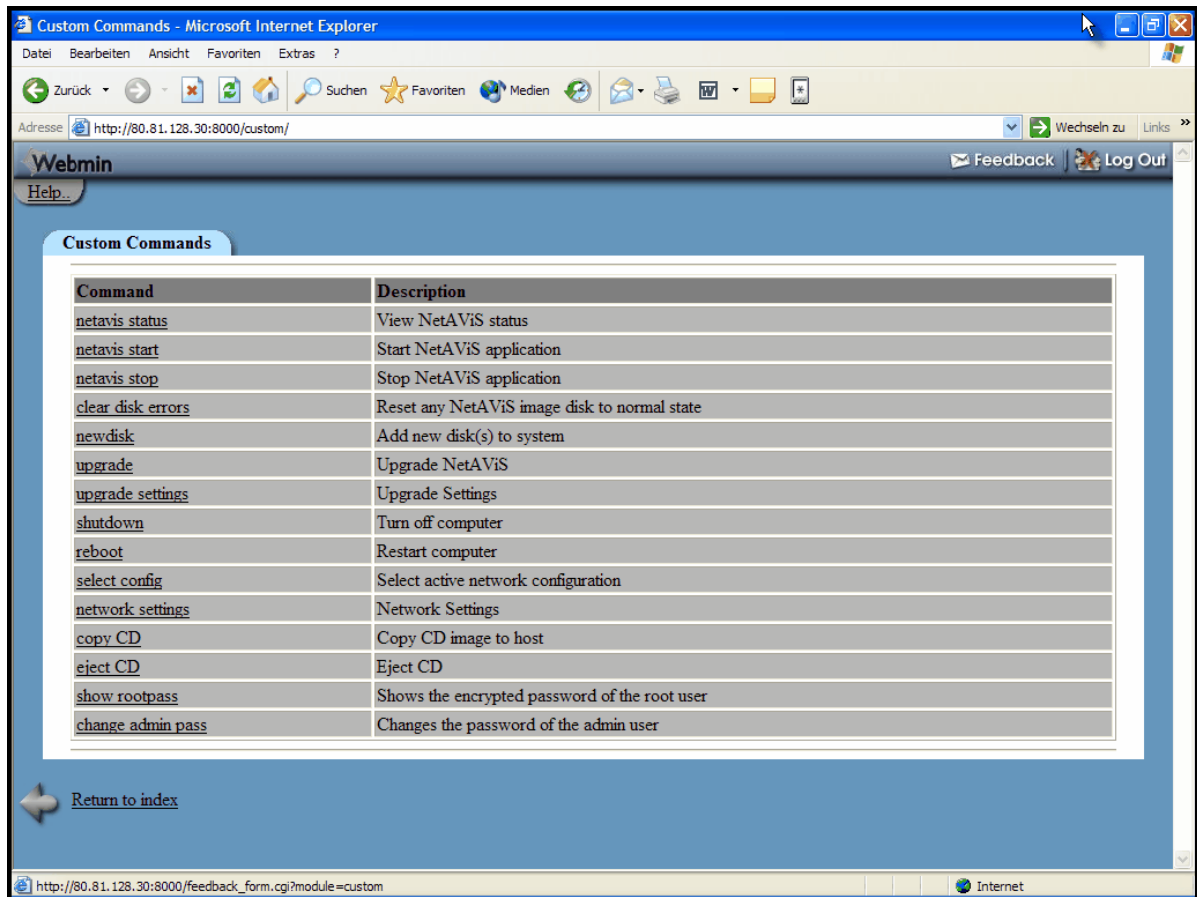 Custom Commands - Microsoft Internet Explorer
Datei Bearbeiten Ansicht Favoriten Extras ?
Zurück Suchen Favoriten Medien
Adresse http://80.81.128.30:8000/custom/ Wechseln zu Links »
Webmin Feedback Log Out
Help..
Custom Commands
Command Description
netavis status View NetAViS status
netavis start Start NetAViS application
netavis stop Stop NetAViS application
clear disk errors Reset any NetAViS image disk to normal state
newdisk Add new disk(s) to system
upgrade Upgrade NetAViS
upgrade settings Upgrade Settings
shutdown Turn off computer
reboot Restart computer
select config Select active network configuration
network settings Network Settings
copy CD Copy CD image to host
eject CD Eject CD
show rootpass Shows the encrypted password of the root user
change admin pass Changes the password of the admin user
Return to index
http://80.81.128.30:8000/feedback_form.cgi?module=custom Internet